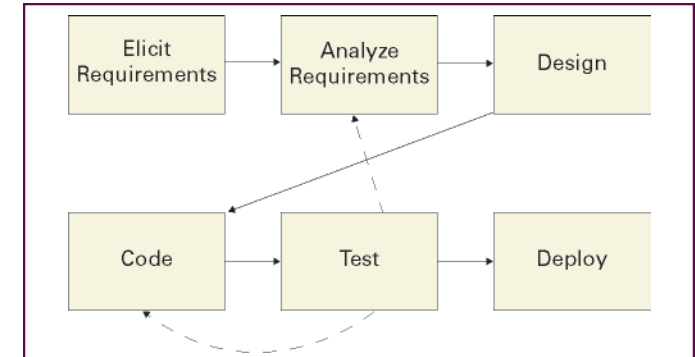 Elicit
Requirements
Analyze
Requirements
Design
Code
Test
Deploy